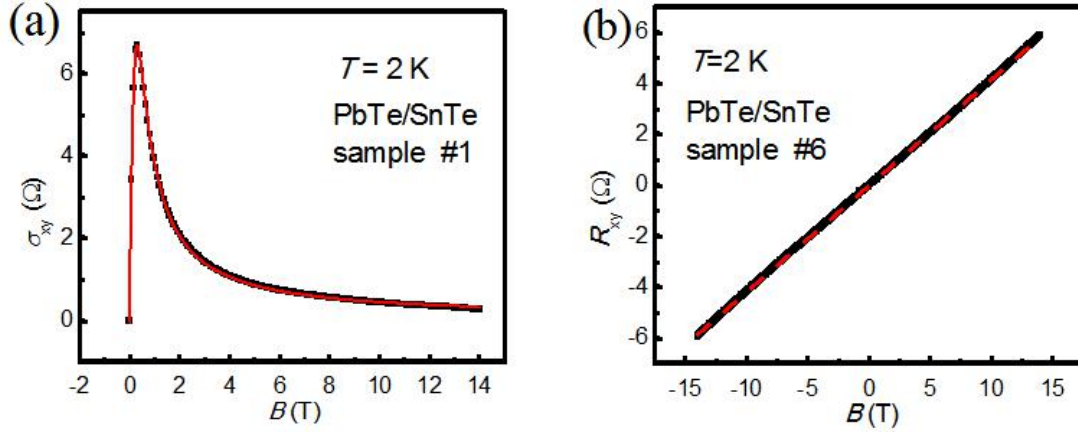 (a)
T = 2 K
PbTe/SnTe
sample #1
σxy (Ω)
6
4
2
0
-2 0 2 4 6 8 10 12 14
B (T)
(b)
T=2 K
PbTe/SnTe
sample #6
Rxy (Ω)
6
4
2
0
-2
-4
-6
-15 -10 -5 0 5 10 15
B (T)